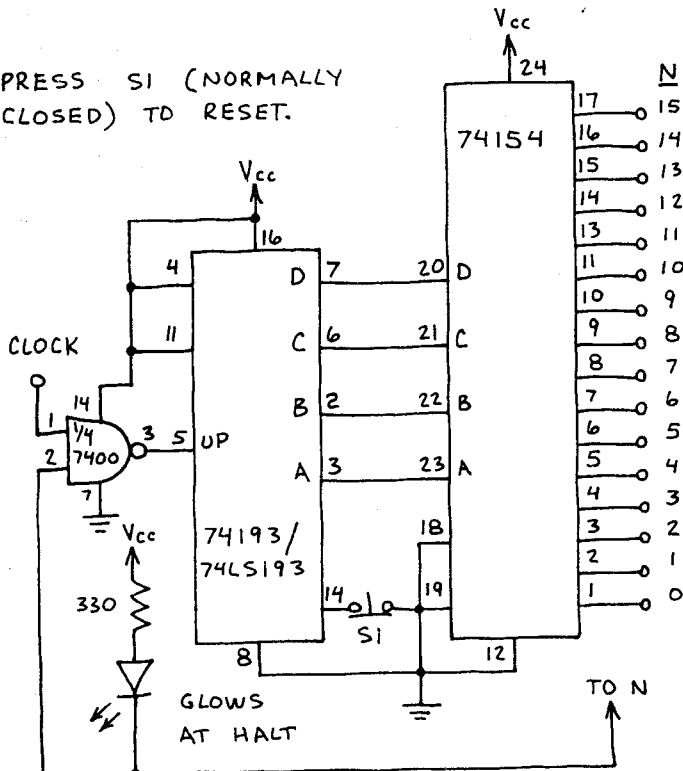 PRESS S1 (NORMALLY
CLOSED) TO RESET.
Vcc
24
N
74154
17 15
16 14
15 13
14 12
13 11
11 10
10 9
9 8
8 7
7 6
6 5
5 4
4 3
3 2
2 1
1 0
Vcc
16
4
11
D 7 20 D
C 6 21 C
B 2 22 B
A 3 23 A
CLOCK
14
1
2
1/4
7400
7
3 5 UP
74193/
74LS193
18
19
14
S1
8
12
Vcc
330
GLOWS
AT HALT
TO N